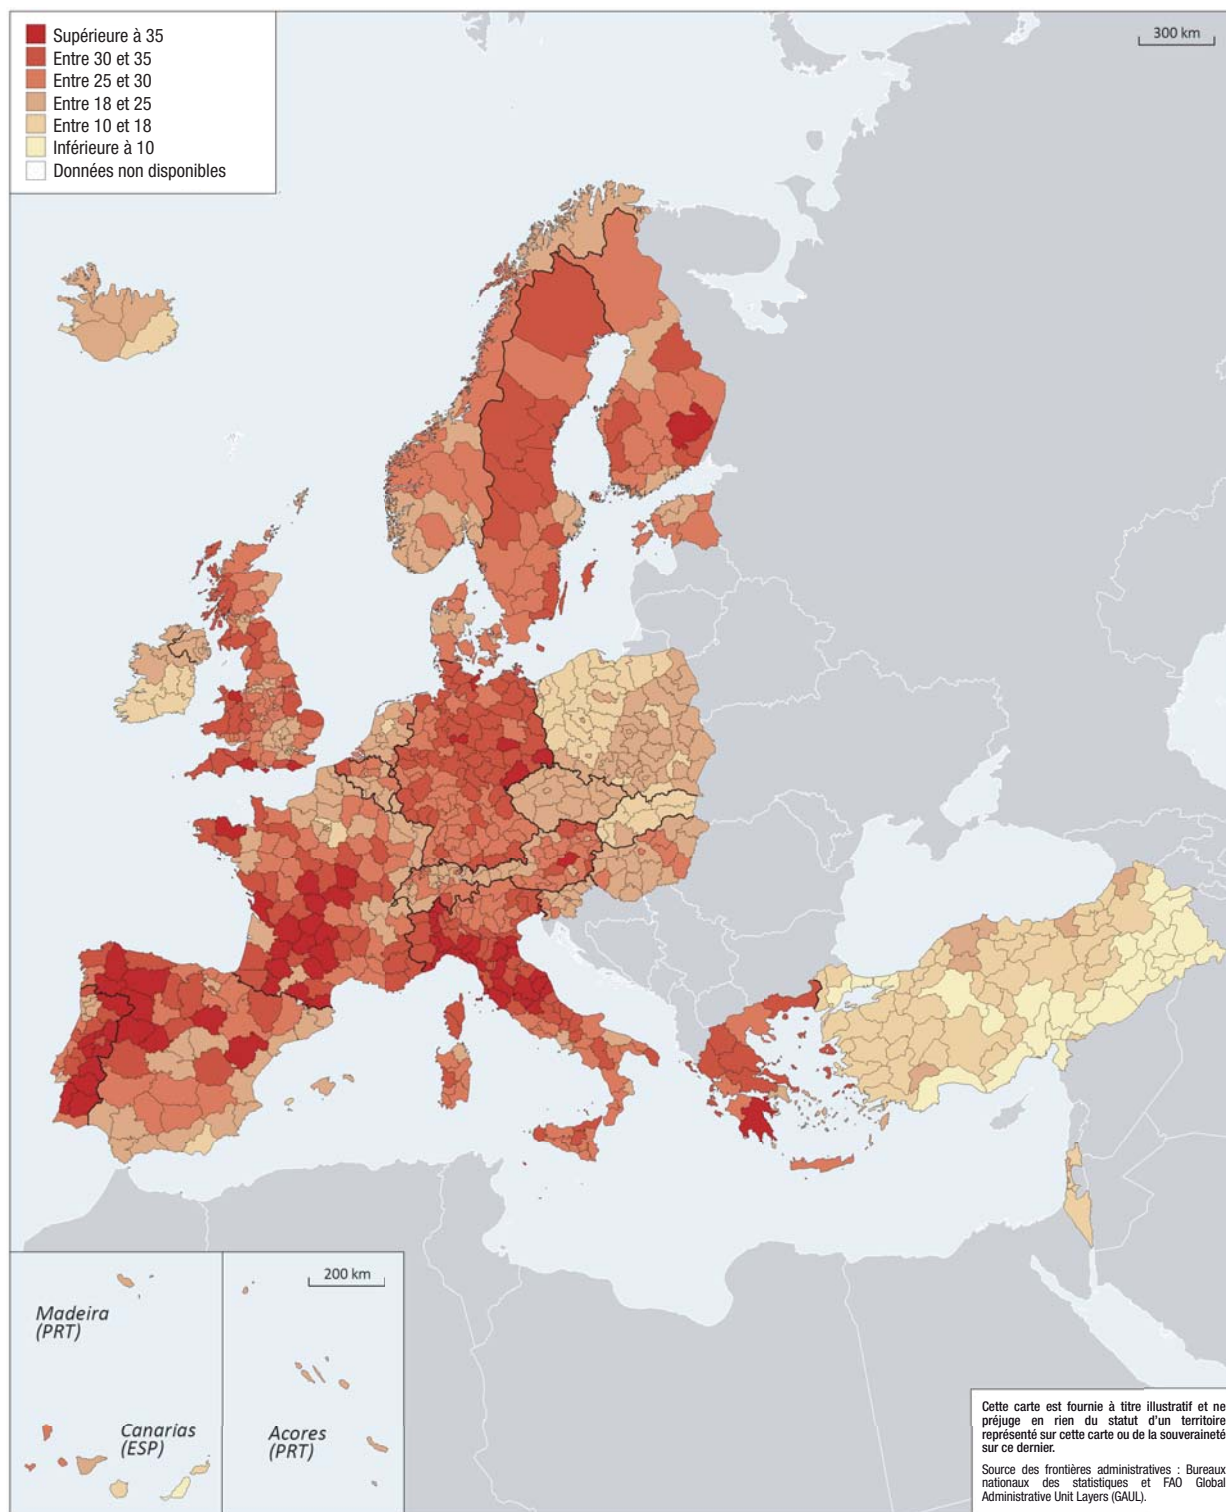 Supérieure à 35
Entre 30 et 35
Entre 25 et 30
Entre 18 et 25
Entre 10 et 18
Inférieure à 10
Données non disponibles
300 km
200 km
Madeira
(PRT)
Canarias
(ESP)
Acores
(PRT)
Cette carte est fournie à titre illustratif et ne
préjuge en rien du statut d'un territoire
représenté sur cette carte ou de la souveraineté
sur ce dernier.
Source des frontières administratives : Bureaux
nationaux des statistiques et FAO Global
Administrative Unit Layers (GAUL).